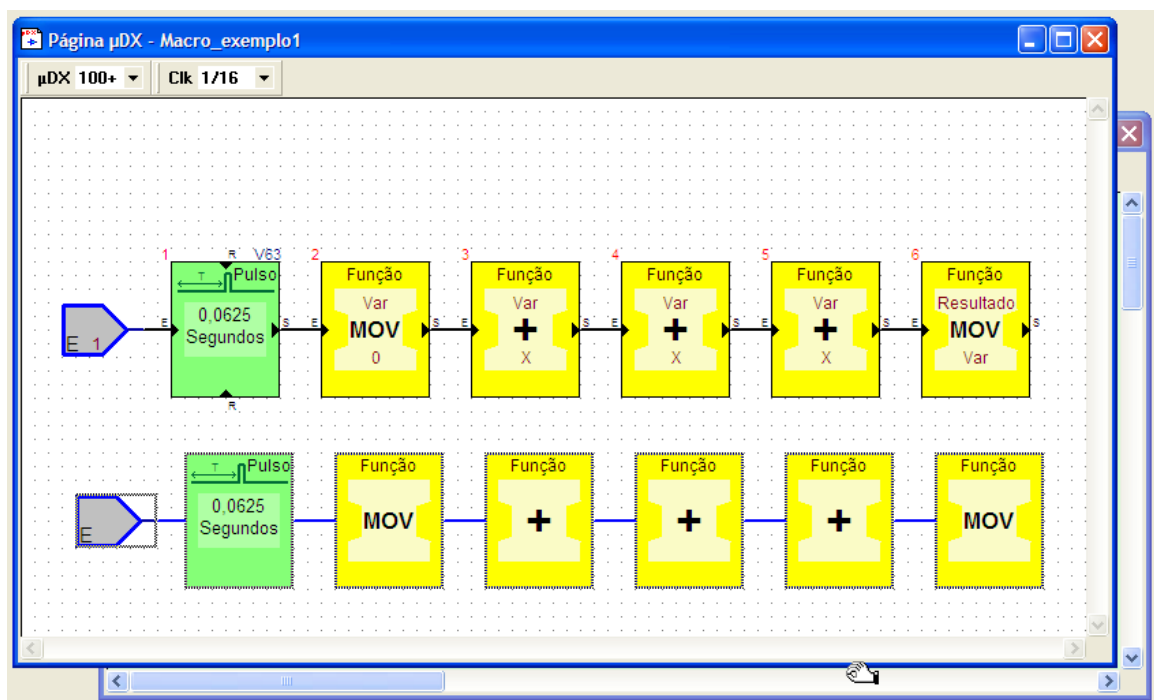 Página µDX - Macro_exemplo1
µDX 100+ Clk 1/16
1 R V63 2 3 4 5 6
Pulso Função Função Função Função Função
T
Var Var Var Var Resultado
0,0625
E 1 E Segundos S E MOV S E + S E + S E + S E MOV S
0 X X X Var
R
Pulso Função Função Função Função Função
T
0,0625
E Segundos MOV + + + MOV